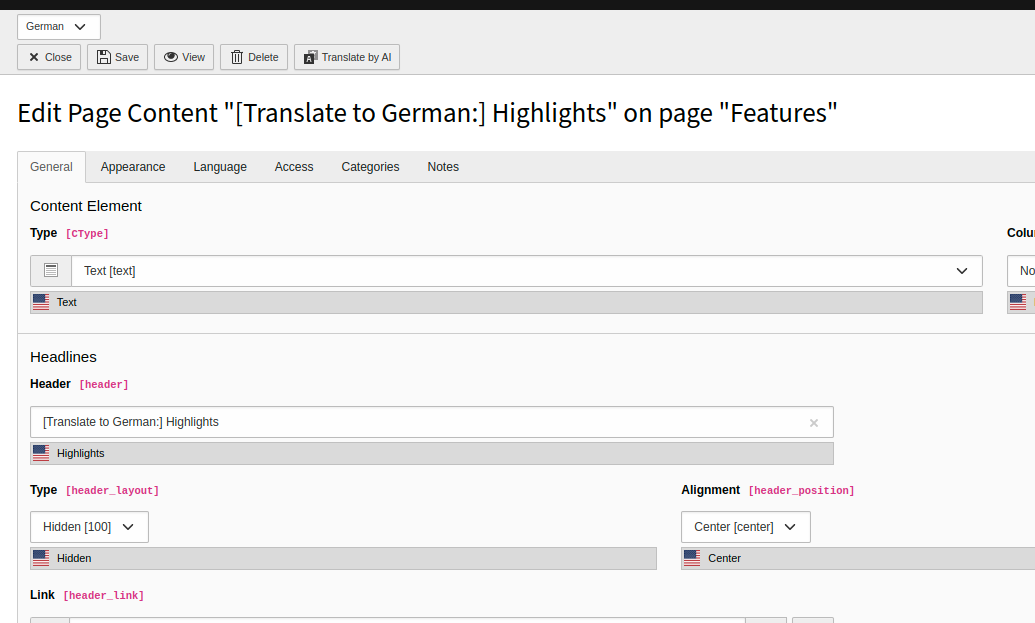 German
Close Save View Delete Translate by AI
Edit Page Content "[Translate to German:] Highlights" on page "Features"
General Appearance Language Access Categories Notes
Content Element
Type [CType]
Text [text]
No
Text
Headlines
Header [header]
[Translate to German:] Highlights
Highlights
Type [header_layout] Alignment [header_position]
Hidden [100] Center [center]
Hidden Center
Link [header_link]